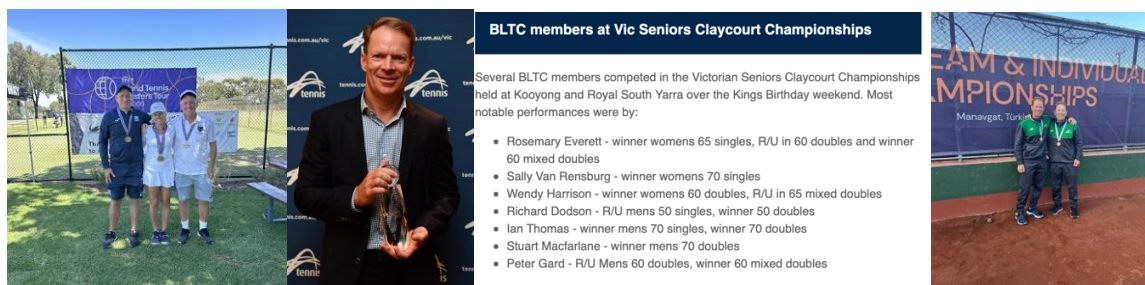 World Tennis
Masters Tour
tennis.com.au/vic
tennis
tennis
tennis
BLTC members at Vic Seniors Claycourt Championships
Several BLTC members competed in the Victorian Seniors Claycourt Championships
held at Kooyong and Royal South Yarra over the Kings Birthday weekend. Most
notable performances were by:
Rosemary Everett - winner womens 65 singles, R/U in 60 doubles and winner
60 mixed doubles
Sally Van Rensburg - winner womens 70 singles
Wendy Harrison - winner womens 60 doubles, R/U in 65 mixed doubles
Richard Dodson - R/U mens 50 singles, winner 50 doubles
Ian Thomas - winner mens 70 singles, winner 70 doubles
Stuart Macfarlane - winner mens 70 doubles
Peter Gard - R/U Mens 60 doubles, winner 60 mixed doubles
EAM & INDIVIDUA
AMPIONSHIPS
Manavgat, Türki